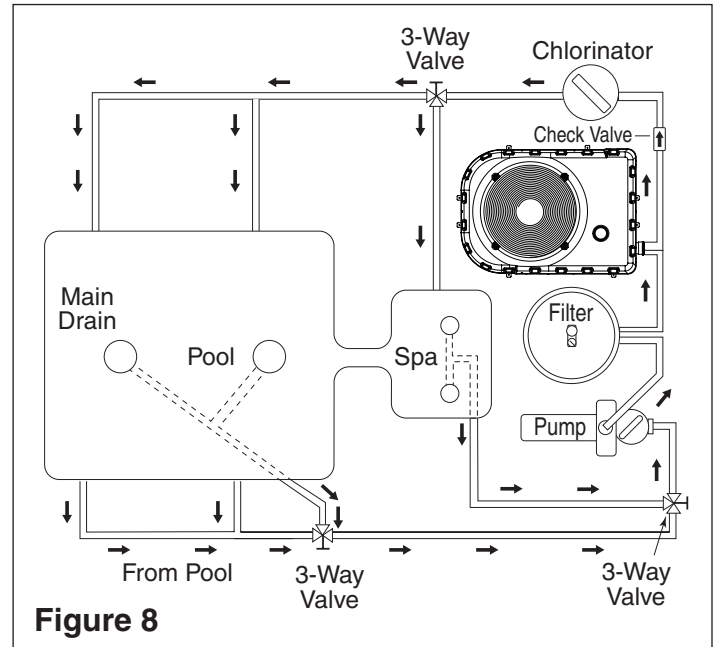 3-Way
Valve
Chlorinator
Check Valve
Main
Drain
Pool
Spa
Filter
Pump
From Pool
3-Way
Valve
3-Way
Valve
Figure 8